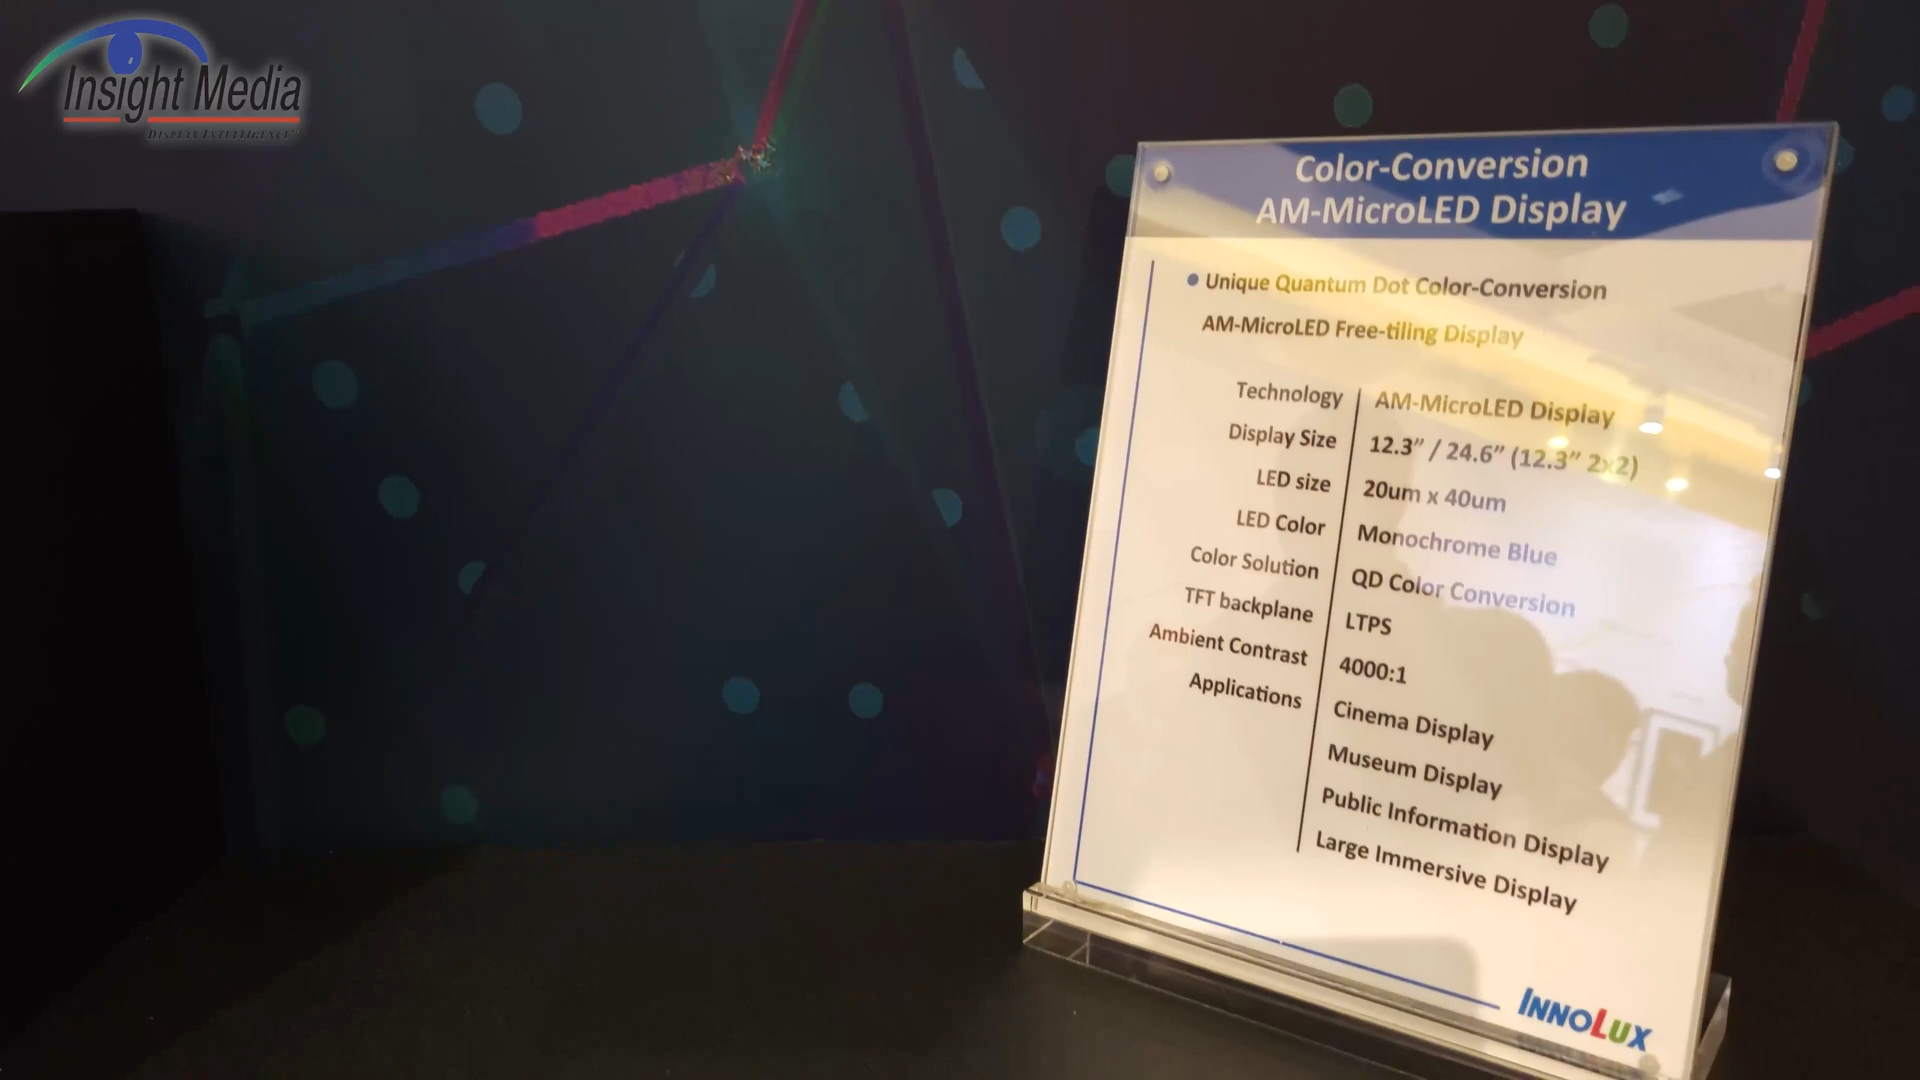 Insight Media
DISPLAY INTELLIGENCE
Color-Conversion
AM-MicroLED Display
• Unique Quantum Dot Color-Conversion
AM-MicroLED Free-tiling Display
Technology AM-MicroLED Display
Display Size 12.3” / 24.6” (12.3” 2x2)
LED size 20um x 40um
LED Color Monochrome Blue
Color Solution QD Color Conversion
TFT backplane LTPS
Ambient Contrast 4000:1
Applications Cinema Display
Museum Display
Public Information Display
Large Immersive Display
INNOLUX